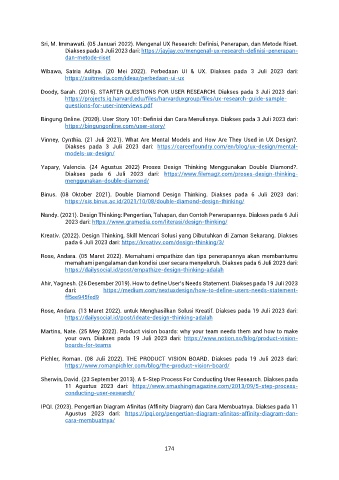 Sri, M. Immawati. (05 Januari 2022). Mengenal UX Research: Definisi, Penerapan, dan Metode Riset.
Diakses pada 3 Juli 2023 dari: https://jayjay.co/mengenal-ux-research-definisi-penerapan-
dan-metode-riset
Wibawa, Satria Aditya. (20 Mei 2022). Perbedaan UI & UX. Diakses pada 3 Juli 2023 dari:
https://suitmedia.com/ideas/perbedaan-ui-ux
Doody, Sarah. (2016). STARTER QUESTIONS FOR USER RESEARCH. Diakses pada 3 Juli 2023 dari:
https://projects.iq.harvard.edu/files/harvarduxgroup/files/ux-research-guide-sample-
questions-for-user-interviews.pdf
Bingung Online. (2020). User Story 101: Definisi dan Cara Menulisnya. Diakses pada 3 Juli 2023 dari:
https://bingungonline.com/user-story/
Vinney, Cynthia. (21 Juli 2021). What Are Mental Models and How Are They Used in UX Design?.
Diakses pada 3 Juli 2023 dari: https://careerfoundry.com/en/blog/ux-design/mental-
models-ux-design/
Yapary, Valencia. (24 Agustus 2022) Proses Design Thinking Menggunakan Double Diamond?.
Diakses pada 6 Juli 2023 dari: https://www.filemagz.com/proses-design-thinking-
menggunakan-double-diamond/
Binus. (08 Oktober 2021). Double Diamond Design Thinking. Diakses pada 6 Juli 2023 dari:
https://sis.binus.ac.id/2021/10/08/double-diamond-design-thinking/
Nandy. (2021). Design Thinking: Pengertian, Tahapan, dan Contoh Penerapannya. Diakses pada 6 Juli
2023 dari: https://www.gramedia.com/literasi/design-thinking/
Kreativ. (2022). Design Thinking, Skill Mencari Solusi yang Dibutuhkan di Zaman Sekarang. Diakses
pada 6 Juli 2023 dari: https://kreativv.com/design-thinking/3/
Rose, Andara. (05 Maret 2022). Memahami empathize dan tips penerapannya akan membantumu
memahami pengalaman dan kondisi user secara menyeluruh. Diakses pada 6 Juli 2023 dari:
https://dailysocial.id/post/empathize-design-thinking-adalah
Ahir, Yagnesh. (26 Desember 2019). How to define User's Needs Statement. Diakses pada 19 Juli 2023
dari: https://medium.com/nextuxdesign/how-to-define-users-needs-statement-
Rose, Andara. (13 Maret 2022). untuk Menghasilkan Solusi Kreatif. Diakses pada 19 Juli 2023 dari:
https://dailysocial.id/post/ideate-design-thinking-adalah
Martins, Nate. (25 Mey 2022). Product vision boards: why your team needs them and how to make
your own. Diakses pada 19 Juli 2023 dari: https://www.notion.so/blog/product-vision-
boards-for-teams
Pichler, Roman. (08 Juli 2022). THE PRODUCT VISION BOARD. Diakses pada 19 Juli 2023 dari:
https://www.romanpichler.com/blog/the-product-vision-board/
Sherwin, David. (23 September 2013). A 5-Step Process For Conducting User Research. Diakses pada
11 Agustus 2023 dari: https://www.smashingmagazine.com/2013/09/5-step-process-
conducting-user-research/
IPQI. (2023). Pengertian Diagram Afinitas (Affinity Diagram) dan Cara Membuatnya. Diakses pada 11
Agustus 2023 dari: https://ipqi.org/pengertian-diagram-afinitas-affinity-diagram-dan-
cara-membuatnya/
174